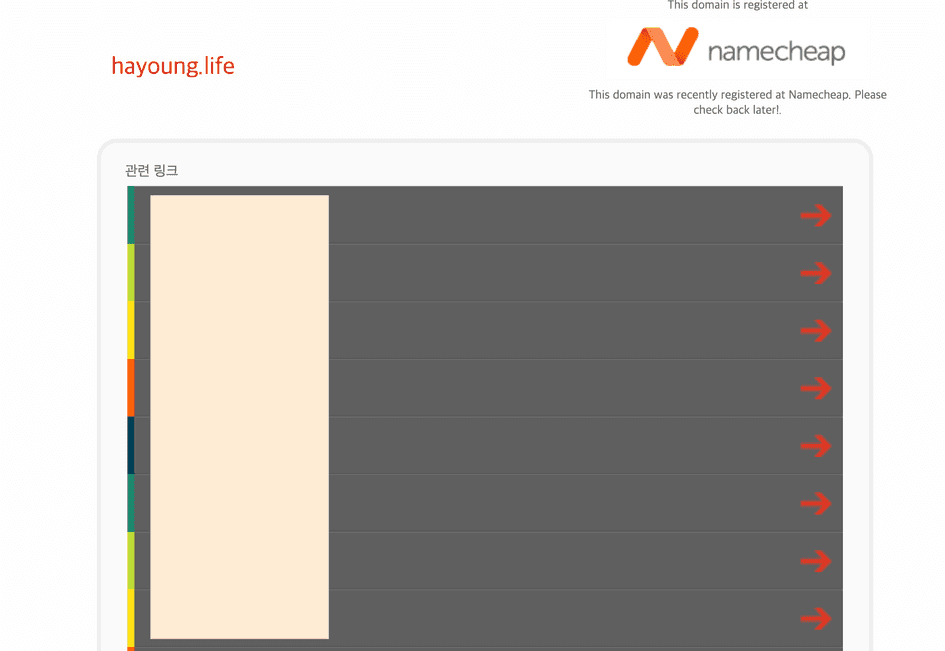 This domain is registered at
namecheap
hayoung.life
This domain was recently registered at Namecheap. Please
check back later!.
관련 링크